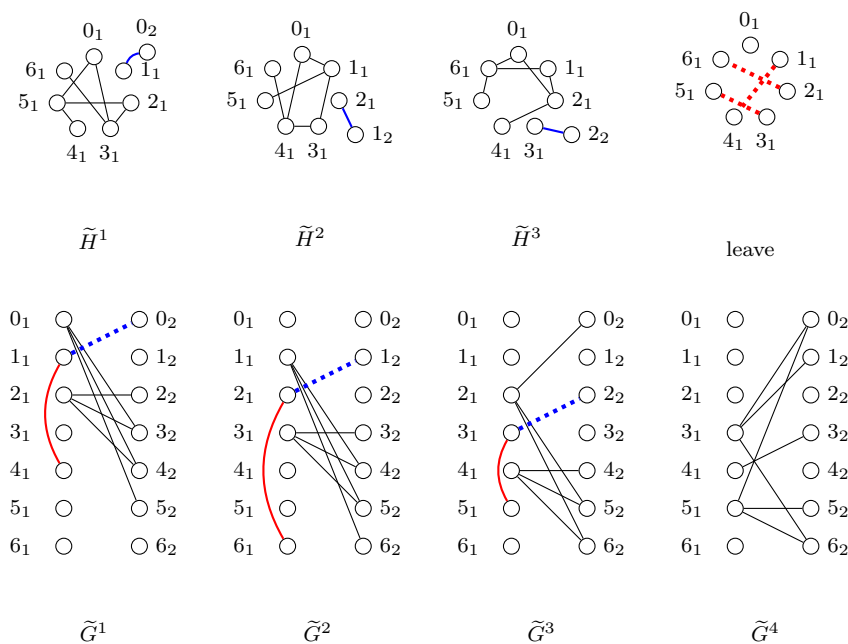 0₁ 0₂ 0₁ 0₁ 0₁
6₁ 1₁ 6₁ 1₁ 6₁ 1₁ 6₁ 1₁
5₁ 2₁ 5₁ 2₁ 5₁ 2₁ 5₁ 2₁
4₁ 3₁ 4₁ 3₁ 1₂ 4₁ 3₁ 2₂ 4₁ 3₁
H̃¹ H̃² H̃³ leave
0₁ 0₂ 0₁ 0₂ 0₁ 0₂ 0₁ 0₂
1₁ 1₂ 1₁ 1₂ 1₁ 1₂ 1₁ 1₂
2₁ 2₂ 2₁ 2₂ 2₁ 2₂ 2₁ 2₂
3₁ 3₂ 3₁ 3₂ 3₁ 3₂ 3₁ 3₂
4₁ 4₂ 4₁ 4₂ 4₁ 4₂ 4₁ 4₂
5₁ 5₂ 5₁ 5₂ 5₁ 5₂ 5₁ 5₂
6₁ 6₂ 6₁ 6₂ 6₁ 6₂ 6₁ 6₂
G̃¹ G̃² G̃³ G̃⁴